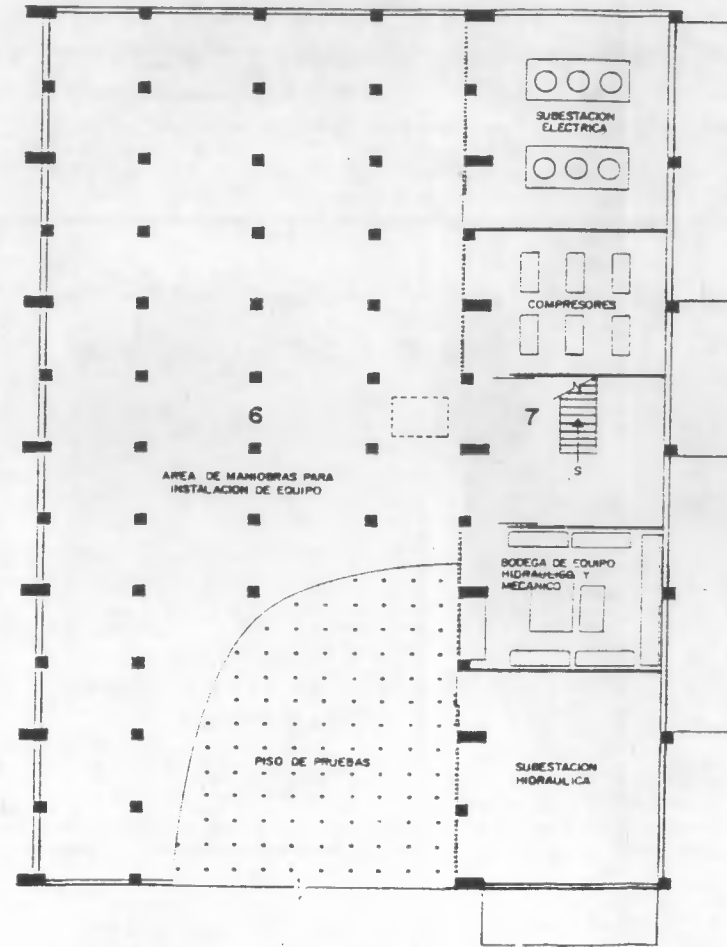 SUBESTACION
ELECTRICA
COMPRESORES
6
7
AREA DE MANIOBRAS PARA
INSTALACION DE EQUIPO
S
BODEGA DE EQUIPO
HIDRAULICO Y
MECANICO
PISO DE PRUEBAS
SUBESTACION
HIDRAULICA